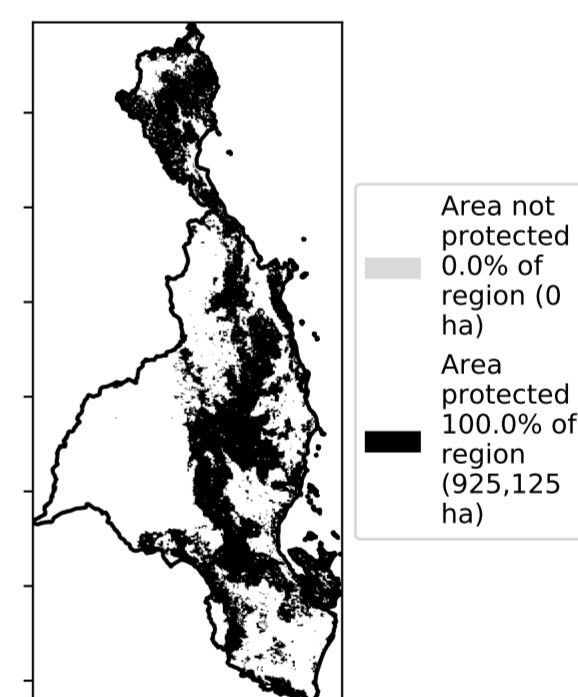 Area not
protected
0.0% of
region (0
ha)
Area
protected
100.0% of
region
(925,125
ha)